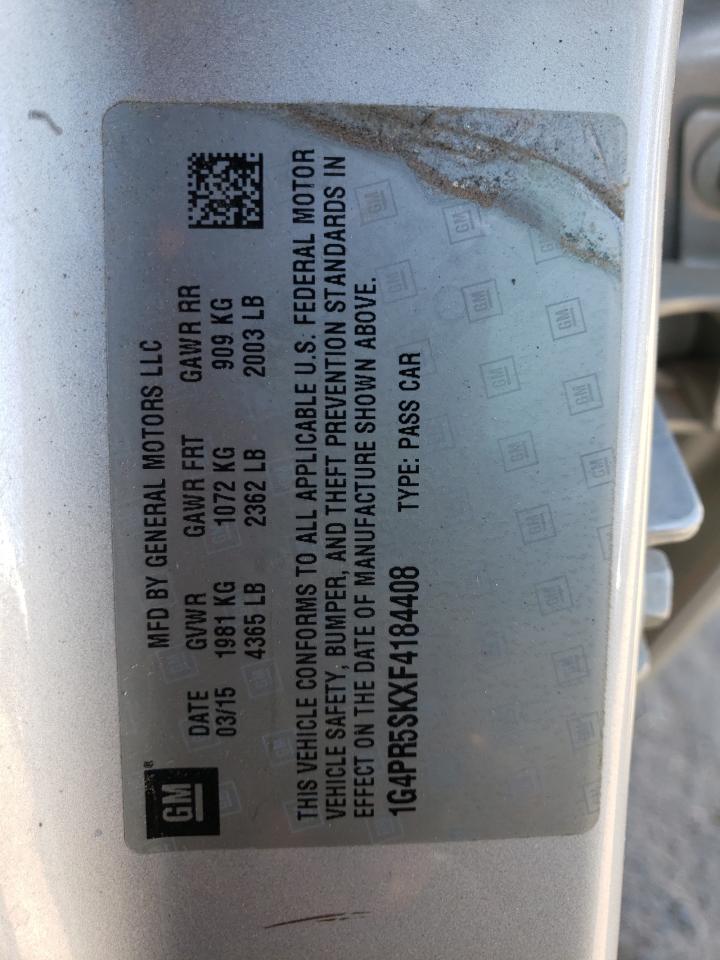 MFD BY GENERAL MOTORS LLC
DATE GVWR GAWR FRT GAWR RR
03/15 1981 KG 1072 KG 909 KG
4365 LB 2362 LB 2003 LB
GM ®
THIS VEHICLE CONFORMS TO ALL APPLICABLE U.S. FEDERAL MOTOR
VEHICLE SAFETY, BUMPER, AND THEFT PREVENTION STANDARDS IN
EFFECT ON THE DATE OF MANUFACTURE SHOWN ABOVE.
1G4PR5SKXF4184408 TYPE: PASS CAR